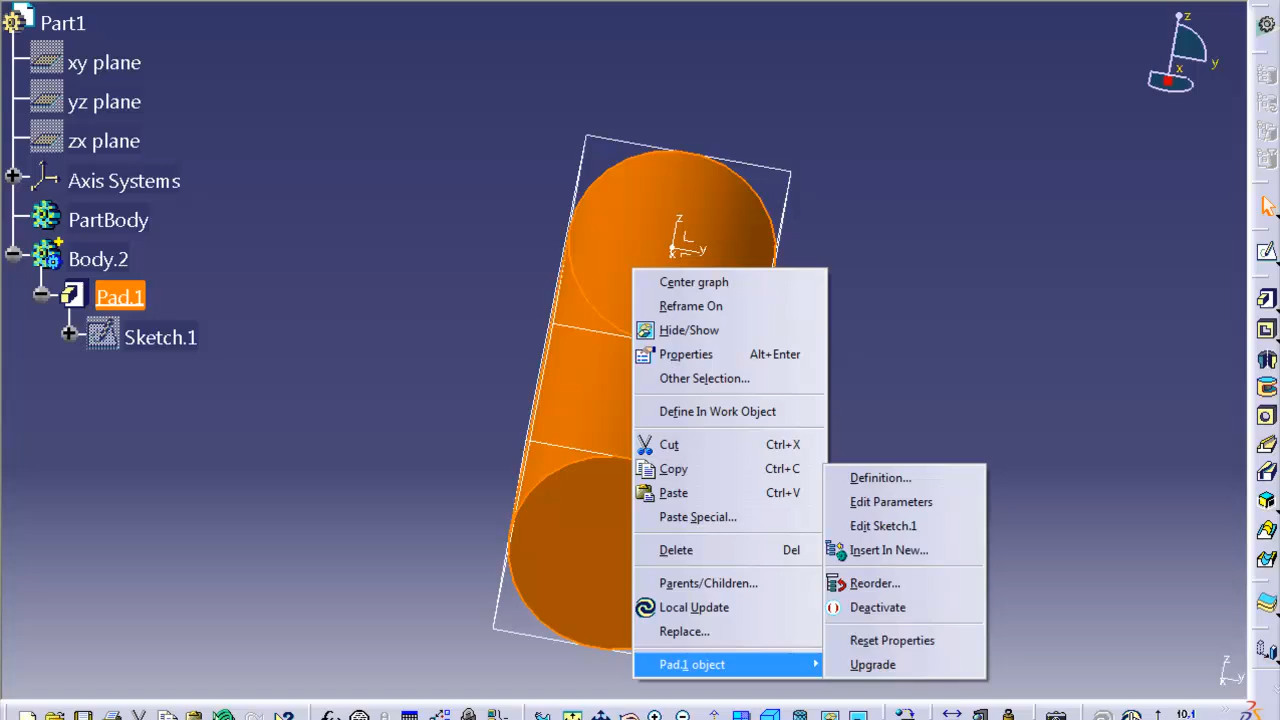 Part1
xy plane
yz plane
zx plane
Axis Systems
PartBody
Body.2
Pad.1
Sketch.1
z
y
x
z
y
x
Center graph
Reframe On
Hide/Show
Properties Alt+Enter
Other Selection...
Define In Work Object
Cut Ctrl+X
Copy Ctrl+C
Paste Ctrl+V
Paste Special...
Delete Del
Parents/Children...
Local Update
Replace...
Pad.1 object
Definition...
Edit Parameters
Edit Sketch.1
Insert In New...
Reorder...
Deactivate
Reset Properties
Upgrade
z
x y
10.1